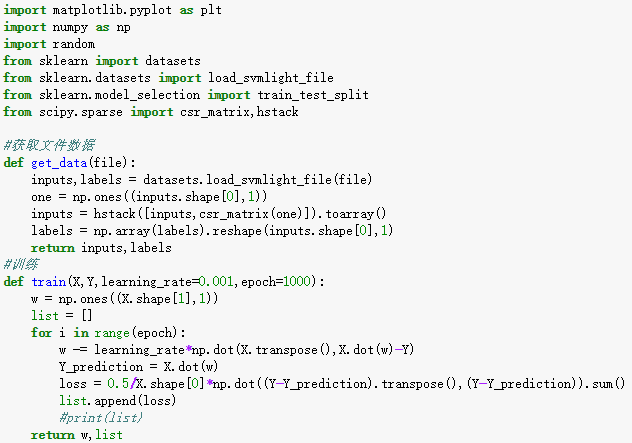 import matplotlib.pyplot as plt
import numpy as np
import random
from sklearn import datasets
from sklearn.datasets import load_svmlight_file
from sklearn.model_selection import train_test_split
from scipy.sparse import csr_matrix,hstack

#获取文件数据
def get_data(file):
    inputs,labels = datasets.load_svmlight_file(file)
    one = np.ones((inputs.shape[0],1))
    inputs = hstack([inputs,csr_matrix(one)]).toarray()
    labels = np.array(labels).reshape(inputs.shape[0],1)
    return inputs,labels
#训练
def train(X,Y,learning_rate=0.001,epoch=1000):
    w = np.ones((X.shape[1],1))
    list = []
    for i in range(epoch):
        w -= learning_rate*np.dot(X.transpose(),X.dot(w)-Y)
        Y_prediction = X.dot(w)
        loss = 0.5/X.shape[0]*np.dot((Y-Y_prediction).transpose(),(Y-Y_prediction)).sum()
        list.append(loss)
        #print(list)
    return w,list